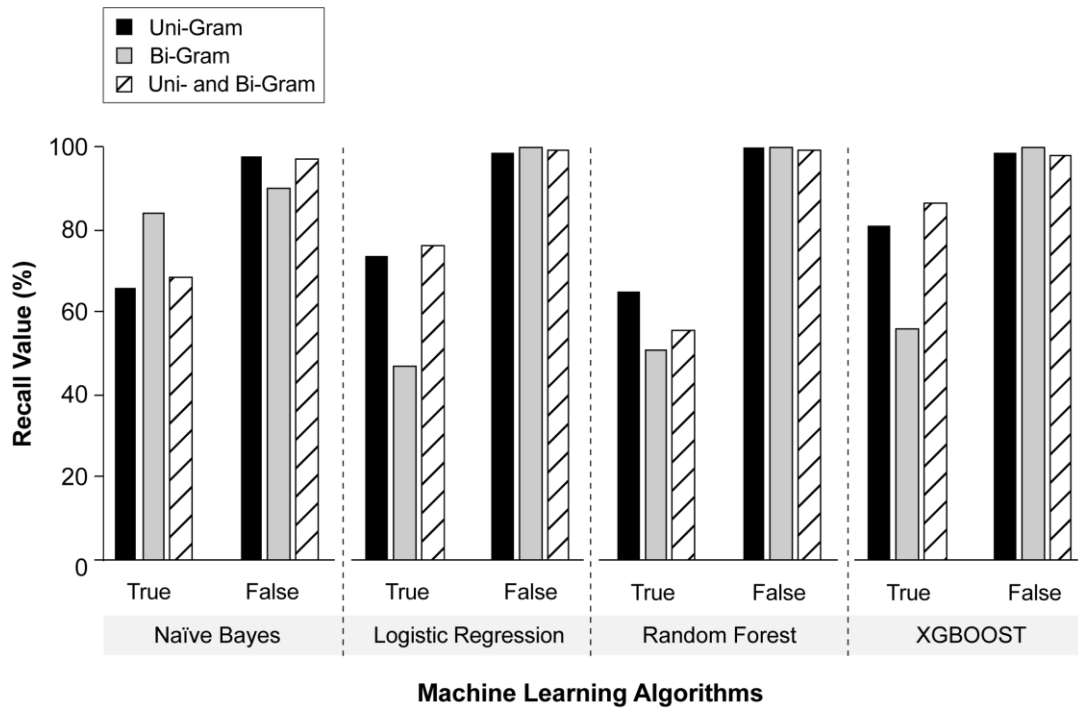 Uni-Gram
Bi-Gram
Uni- and Bi-Gram
100
80
60
40
20
0
Recall Value (%)
True False True False True False True False
Naïve Bayes Logistic Regression Random Forest XGBOOST
Machine Learning Algorithms